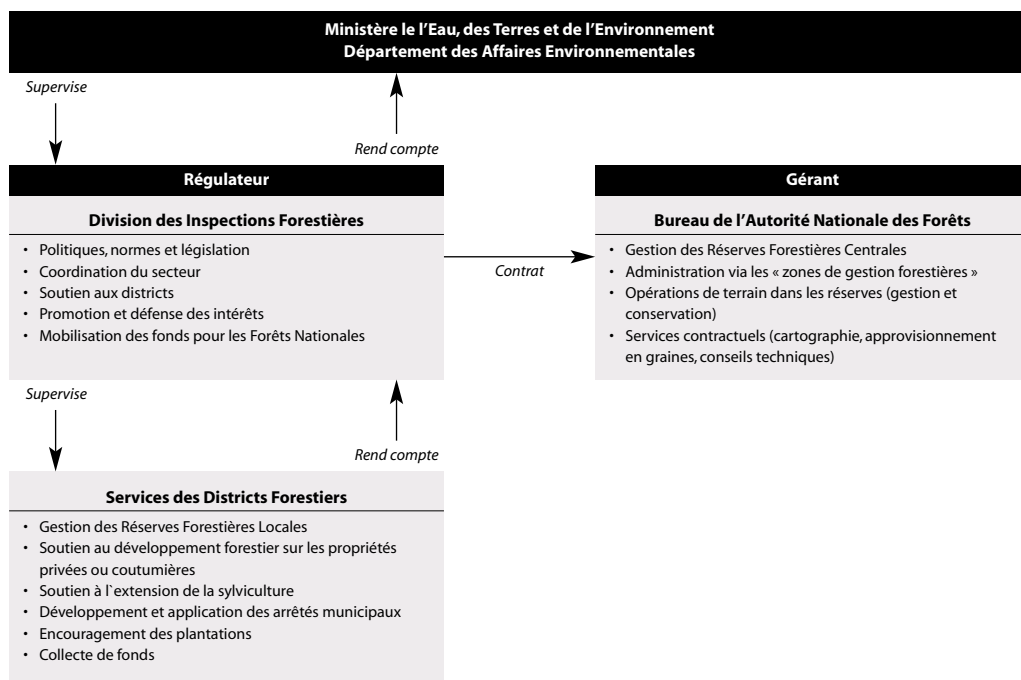 Ministère le l'Eau, des Terres et de l'Environnement
Département des Affaires Environnementales
Supervise
Rend compte
Régulateur
Division des Inspections Forestières
• Politiques, normes et législation
• Coordination du secteur
• Soutien aux districts
• Promotion et défense des intérêts
• Mobilisation des fonds pour les Forêts Nationales
Contrat
Gérant
Bureau de l'Autorité Nationale des Forêts
• Gestion des Réserves Forestières Centrales
• Administration via les « zones de gestion forestières »
• Opérations de terrain dans les réserves (gestion et
conservation)
• Services contractuels (cartographie, approvisionnement
en graines, conseils techniques)
Supervise
Rend compte
Services des Districts Forestiers
• Gestion des Réserves Forestières Locales
• Soutien au développement forestier sur les propriétés
privées ou coutumières
• Soutien à l`extension de la sylviculture
• Développement et application des arrêtés municipaux
• Encouragement des plantations
• Collecte de fonds